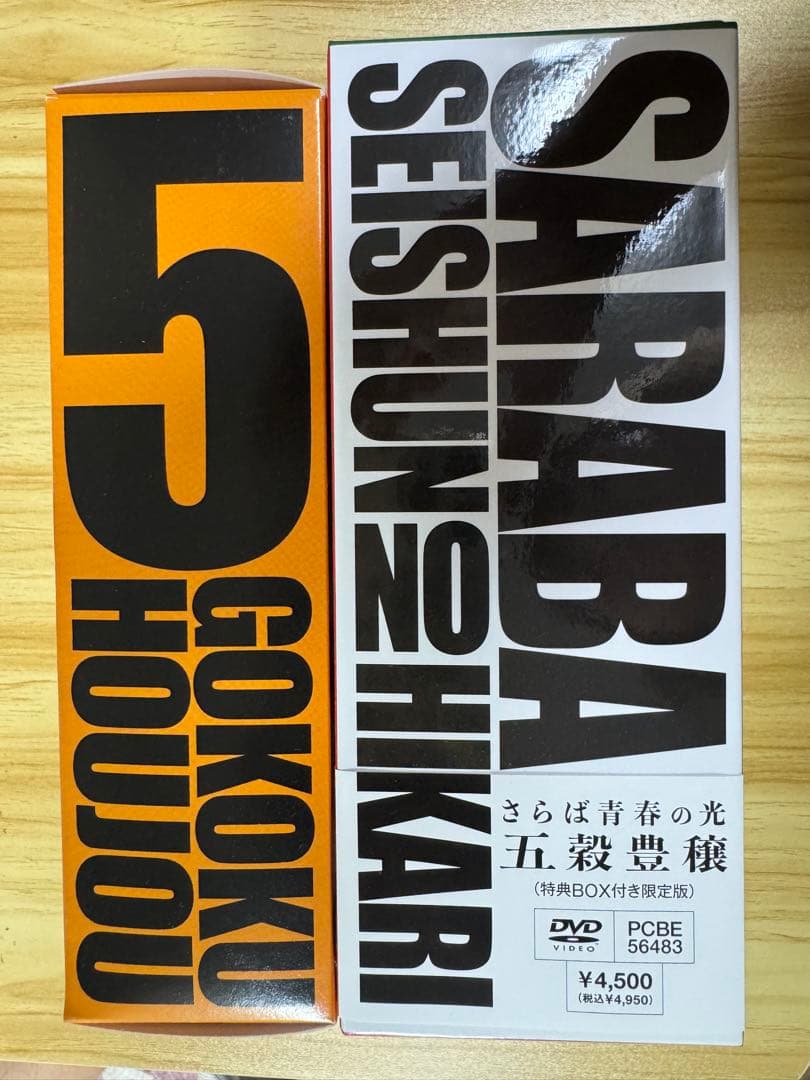 5
GOKOKU
HOUJOU
SARABA
SEISHUN
NO
HIKARI
さらば青春の光
五穀豊穣
(特典BOX付き限定版)
DVD
VIDEO
PCBE
56483
¥4,500
(税込¥4,950)